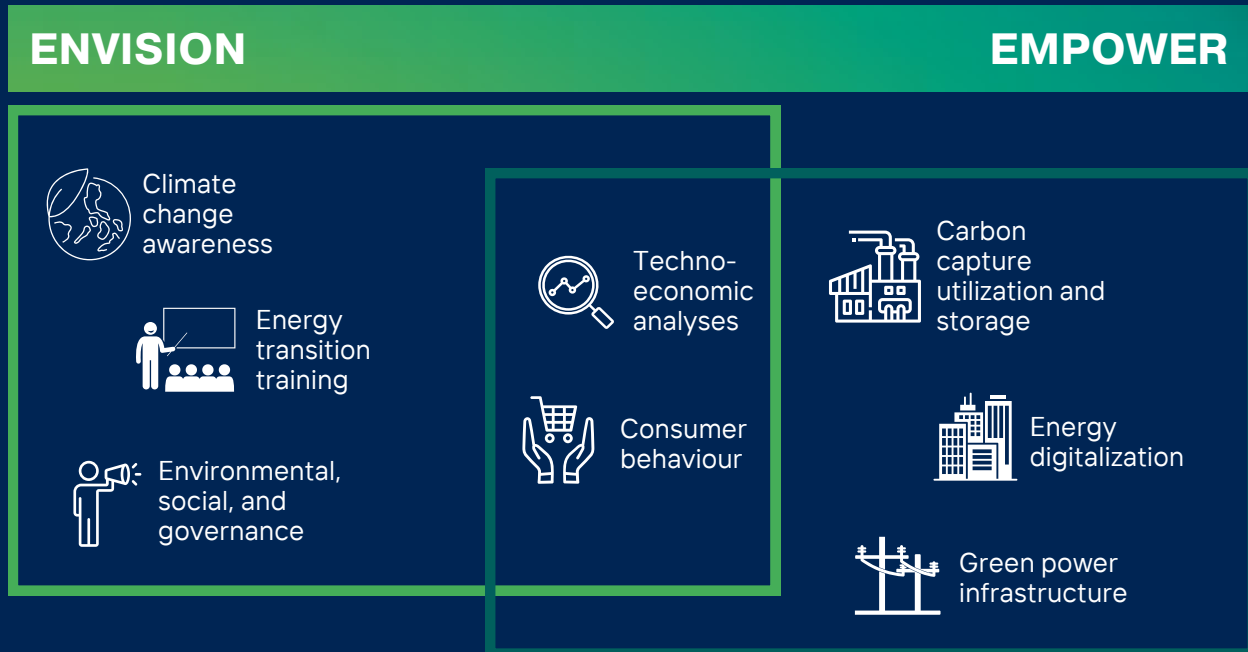 ENVISION
EMPOWER
Climate
change
awareness
Energy
transition
training
Environmental,
social, and
governance
Techno-
economic
analyses
Consumer
behaviour
Carbon
capture
utilization and
storage
Energy
digitalization
Green power
infrastructure